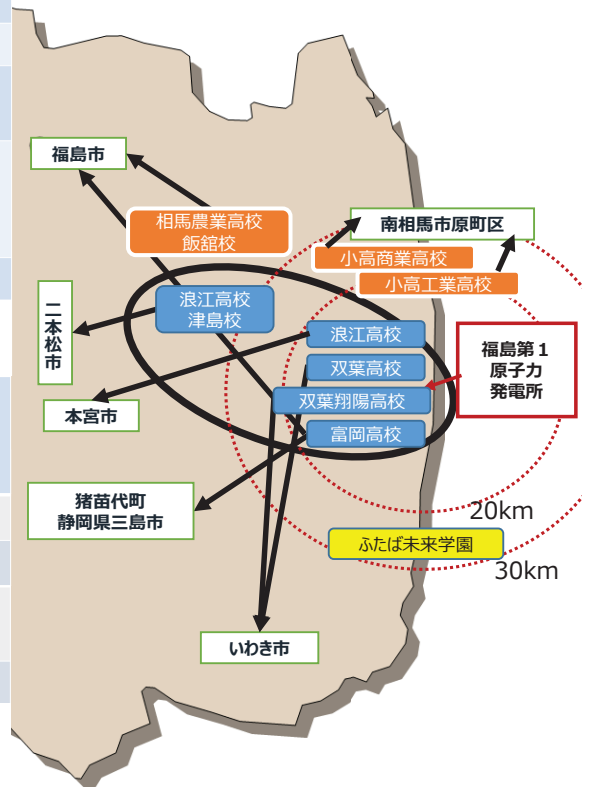 福島市
相馬農業高校
飯舘校
南相馬市原町区
小高商業高校
小高工業高校
二本松市
浪江高校
津島校
浪江高校
双葉高校
双葉翔陽高校
富岡高校
福島第１
原子力
発電所
本宮市
猪苗代町
静岡県三島市
20km
ふたば未来学園
30km
いわき市